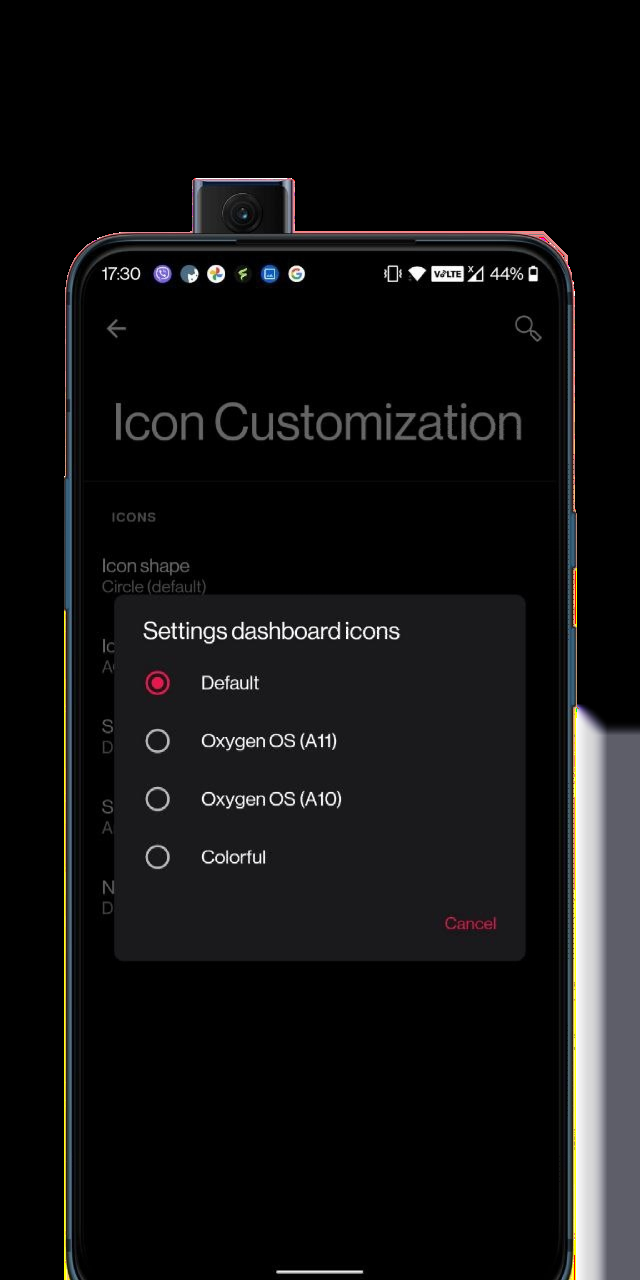 17:30 VoLTE X 44%
Icon Customization
ICONS
Icon shape
Circle (default)
Ic
A
Settings dashboard icons
Default
S
D
Oxygen OS (A11)
Oxygen OS (A10)
S
A
Colorful
N
D
Cancel